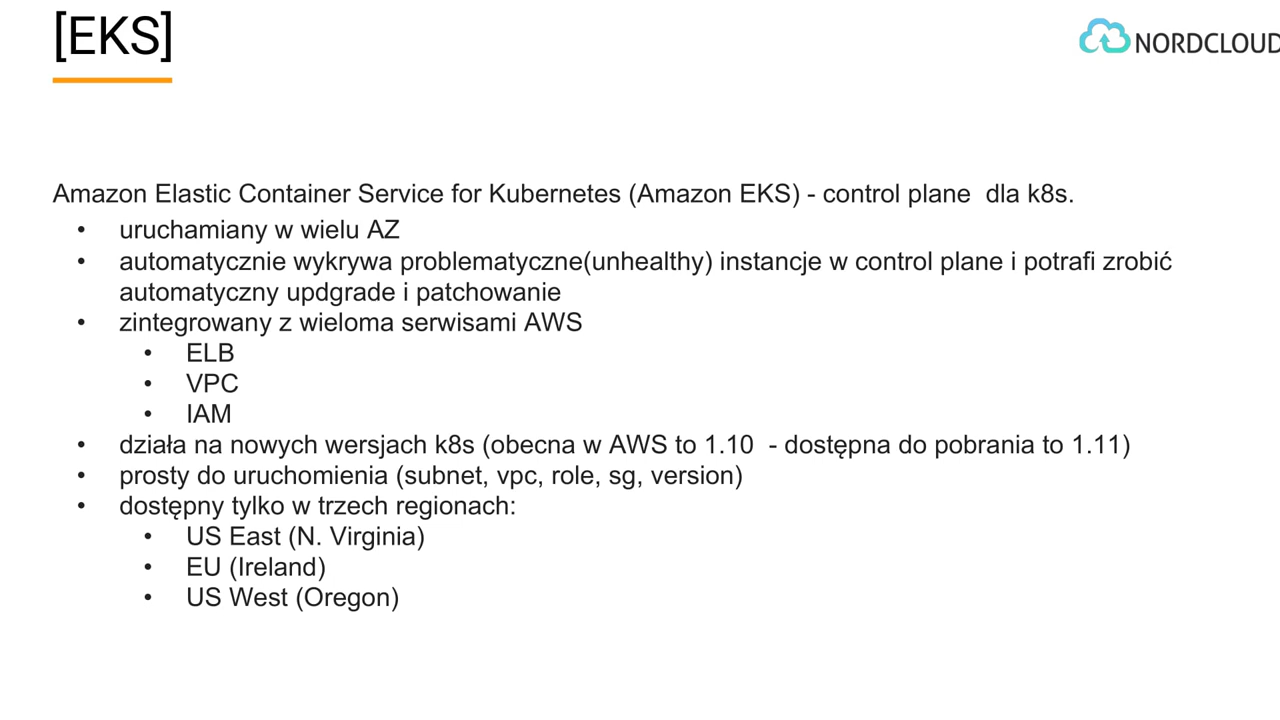 [EKS]
NORDCLOUD
Amazon Elastic Container Service for Kubernetes (Amazon EKS) - control plane  dla k8s.
• uruchamiany w wielu AZ
• automatycznie wykrywa problematyczne(unhealthy) instancje w control plane i potrafi zrobić
automatyczny updgrade i patchowanie
• zintegrowany z wieloma serwisami AWS
• ELB
• VPC
• IAM
• działa na nowych wersjach k8s (obecna w AWS to 1.10  - dostępna do pobrania to 1.11)
• prosty do uruchomienia (subnet, vpc, role, sg, version)
• dostępny tylko w trzech regionach:
• US East (N. Virginia)
• EU (Ireland)
• US West (Oregon)